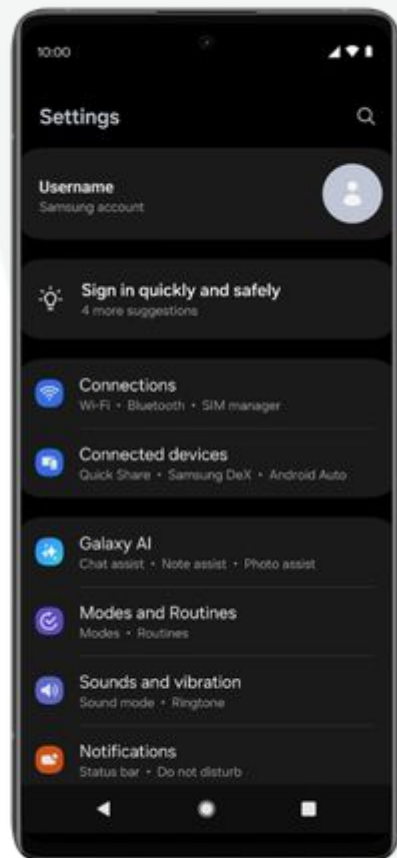 10:00
Settings
Username
Samsung account
Sign in quickly and safely
4 more suggestions
Connections
Wi-Fi • Bluetooth • SIM manager
Connected devices
Quick Share • Samsung DeX • Android Auto
Galaxy AI
Chat assist • Note assist • Photo assist
Modes and Routines
Modes • Routines
Sounds and vibration
Sound mode • Ringtone
Notifications
Status bar • Do not disturb